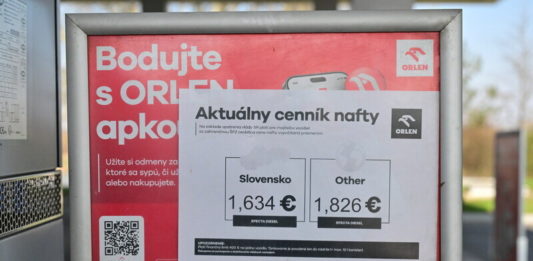 Bodujte
s ORLEN
apko
ORLEN
Užite si odmeny za
ktoré sa sypú, či už
alebo nakupujete.
Aktuálny cenník nafty
ORLEN
Slovensko
1,634 €
EFECTA DIESEL
Other
1,826 €
EFECTA DIESEL
UPOZORNENIE: